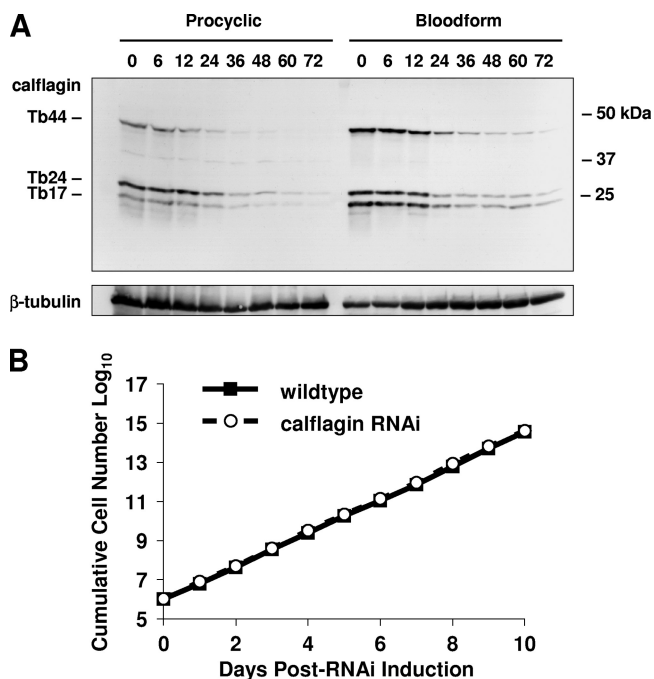 A
Procyclic Bloodform
0 6 12 24 36 48 60 72 0 6 12 24 36 48 60 72
calflagin
Tb44 – – 50 kDa
– 37
Tb24 –
Tb17 – – 25
β-tubulin
B
Cumulative Cell Number Log10
17
15
13
11
9
7
5
wildtype
calflagin RNAi
0 2 4 6 8 10
Days Post-RNAi Induction